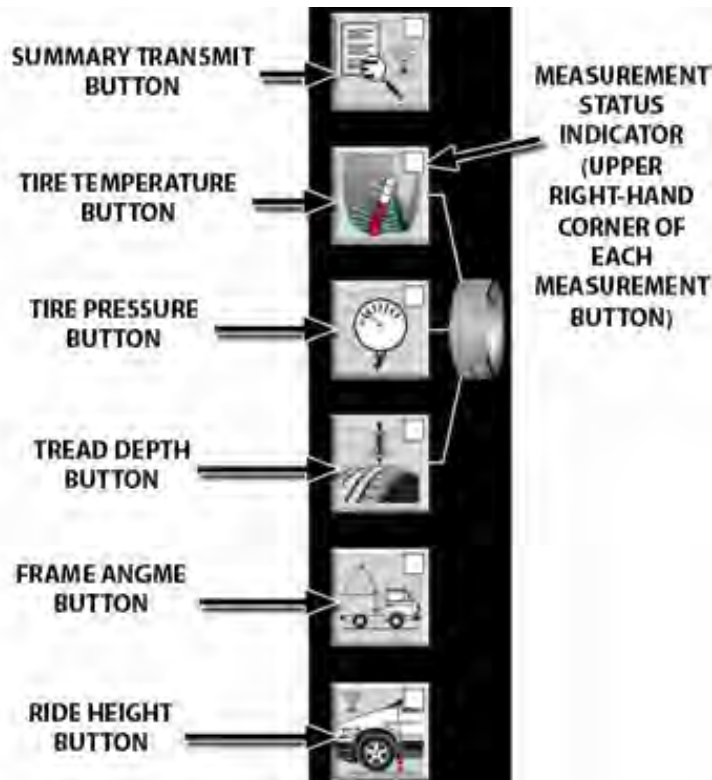 SUMMARY TRANSMIT
BUTTON
TIRE TEMPERATURE
BUTTON
TIRE PRESSURE
BUTTON
TREAD DEPTH
BUTTON
FRAME ANGME
BUTTON
RIDE HEIGHT
BUTTON
MEASUREMENT
STATUS
INDICATOR
(UPPER
RIGHT-HAND
CORNER OF
EACH
MEASUREMENT
BUTTON)